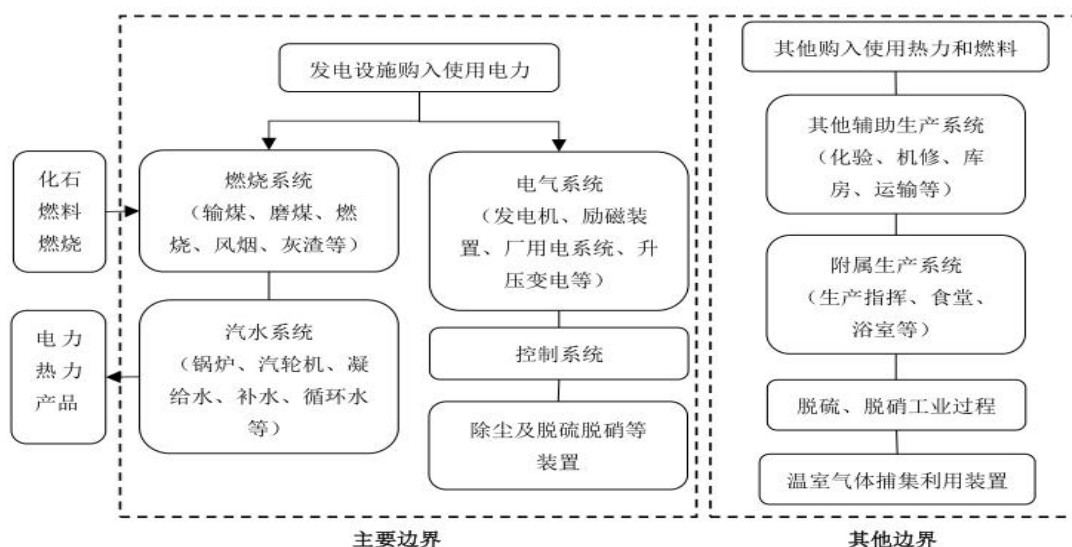 发电设施购入使用电力
化石
燃料
燃烧
燃烧系统
（输煤、磨煤、燃
烧、风烟、灰渣等）
电气系统
（发电机、励磁装
置、厂用电系统、升
压变电等）
电力
热力
产品
汽水系统
（锅炉、汽轮机、凝
给水、补水、循环水
等）
控制系统
除尘及脱硫脱硝等
装置
主要边界
其他购入使用热力和燃料
其他辅助生产系统
（化验、机修、库
房、运输等）
附属生产系统
（生产指挥、食堂、
浴室等）
脱硫、脱硝工业过程
温室气体捕集利用装置
其他边界